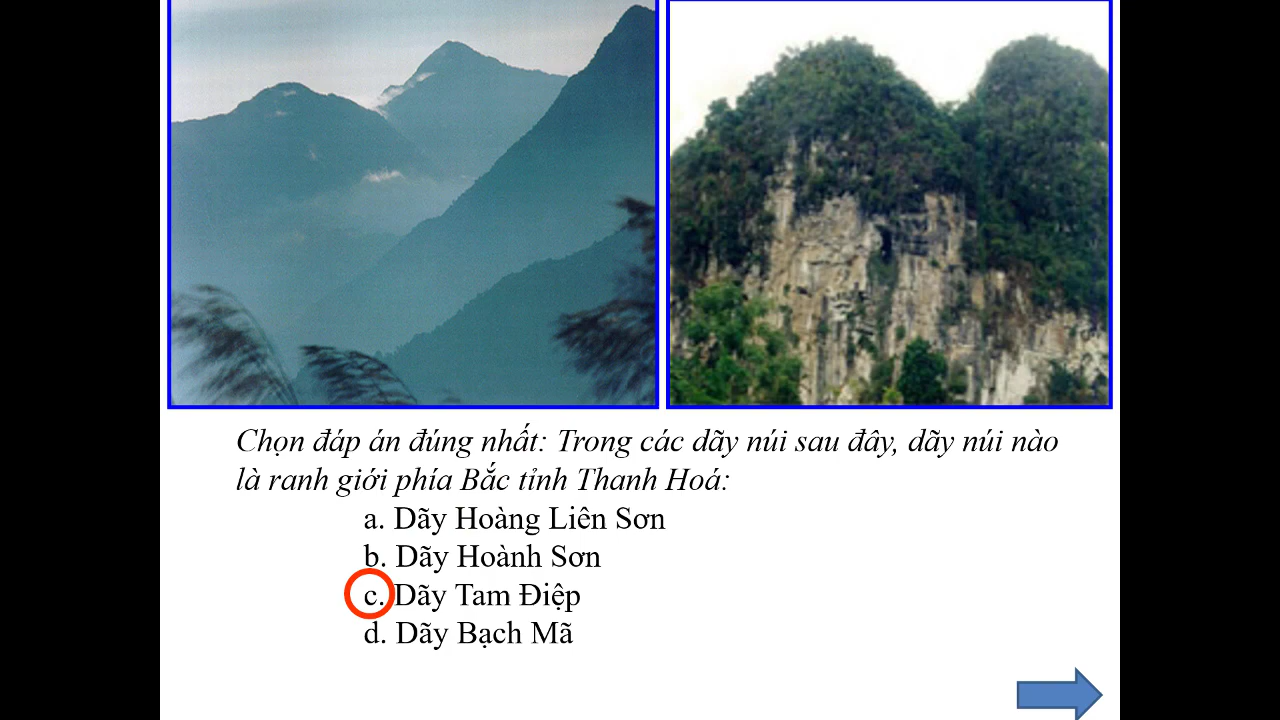 Chọn đáp án đúng nhất: Trong các dãy núi sau đây, dãy núi nào
là ranh giới phía Bắc tỉnh Thanh Hoá:
a. Dãy Hoàng Liên Sơn
b. Dãy Hoành Sơn
c. Dãy Tam Điệp
d. Dãy Bạch Mã